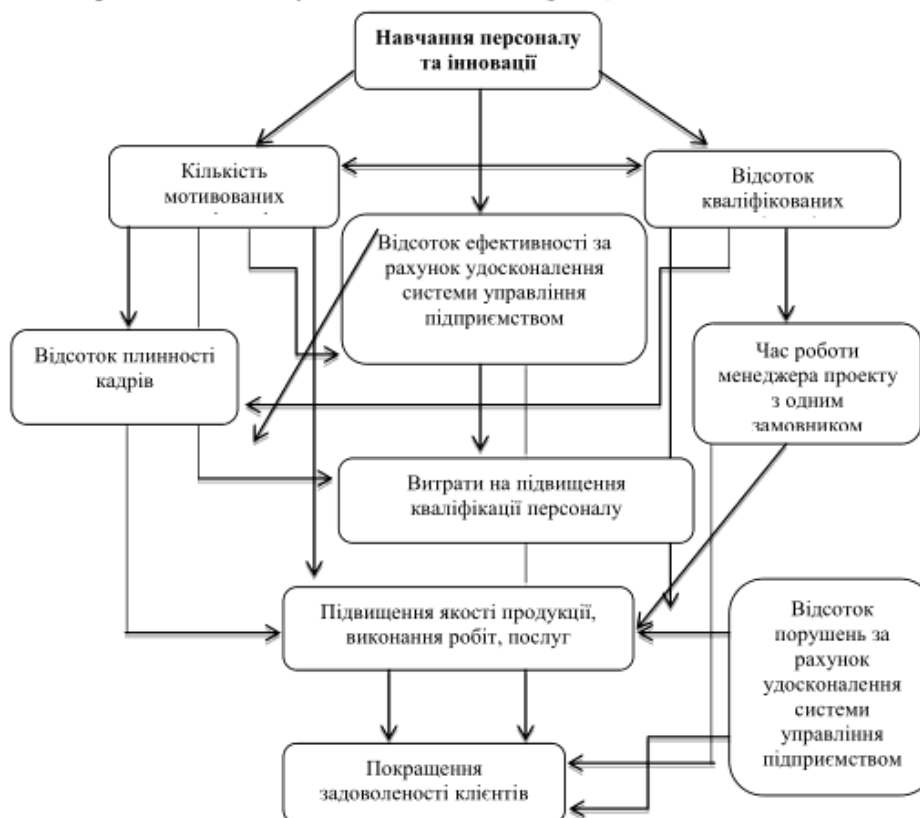 Навчання персоналу
та інновації
Кількість
мотивованих
Відсоток
кваліфікованих
Відсоток ефективності за
рахунок удосконалення
системи управління
підприємством
Відсоток плинності
кадрів
Час роботи
менеджера проекту
з одним
замовником
Витрати на підвищення
кваліфікації персоналу
Підвищення якості продукції,
виконання робіт, послуг
Відсоток
порушень за
рахунок
удосконалення
системи
управління
підприємством
Покращення
задоволеності клієнтів